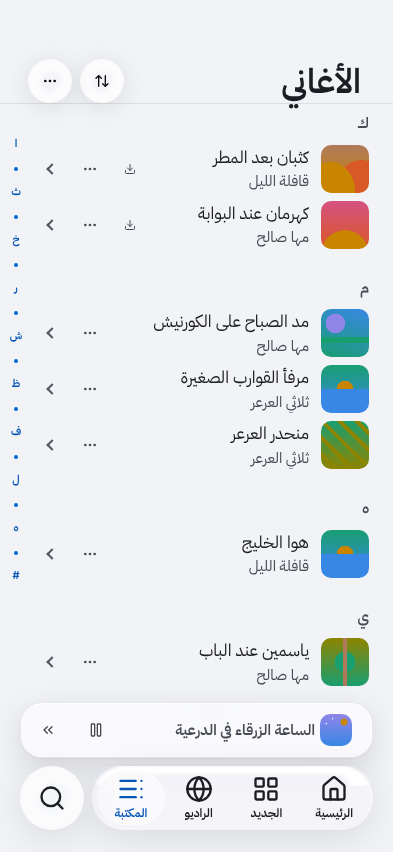 الأغاني
ك
كثبان بعد المطر
قافلة الليل
كهرمان عند البوابة
مها صالح
م
مد الصباح على الكورنيش
مها صالح
مرفأ القوارب الصغيرة
ثلاثي العرعر
منحدر العرعر
ثلاثي العرعر
ه
هوا الخليج
قافلة الليل
ي
ياسمين عند الباب
مها صالح
ا
ث
خ
ر
ش
ظ
ف
ل
ه
#
الساعة الزرقاء في الدرعية
الرئيسية
الجديد
الراديو
المكتبة